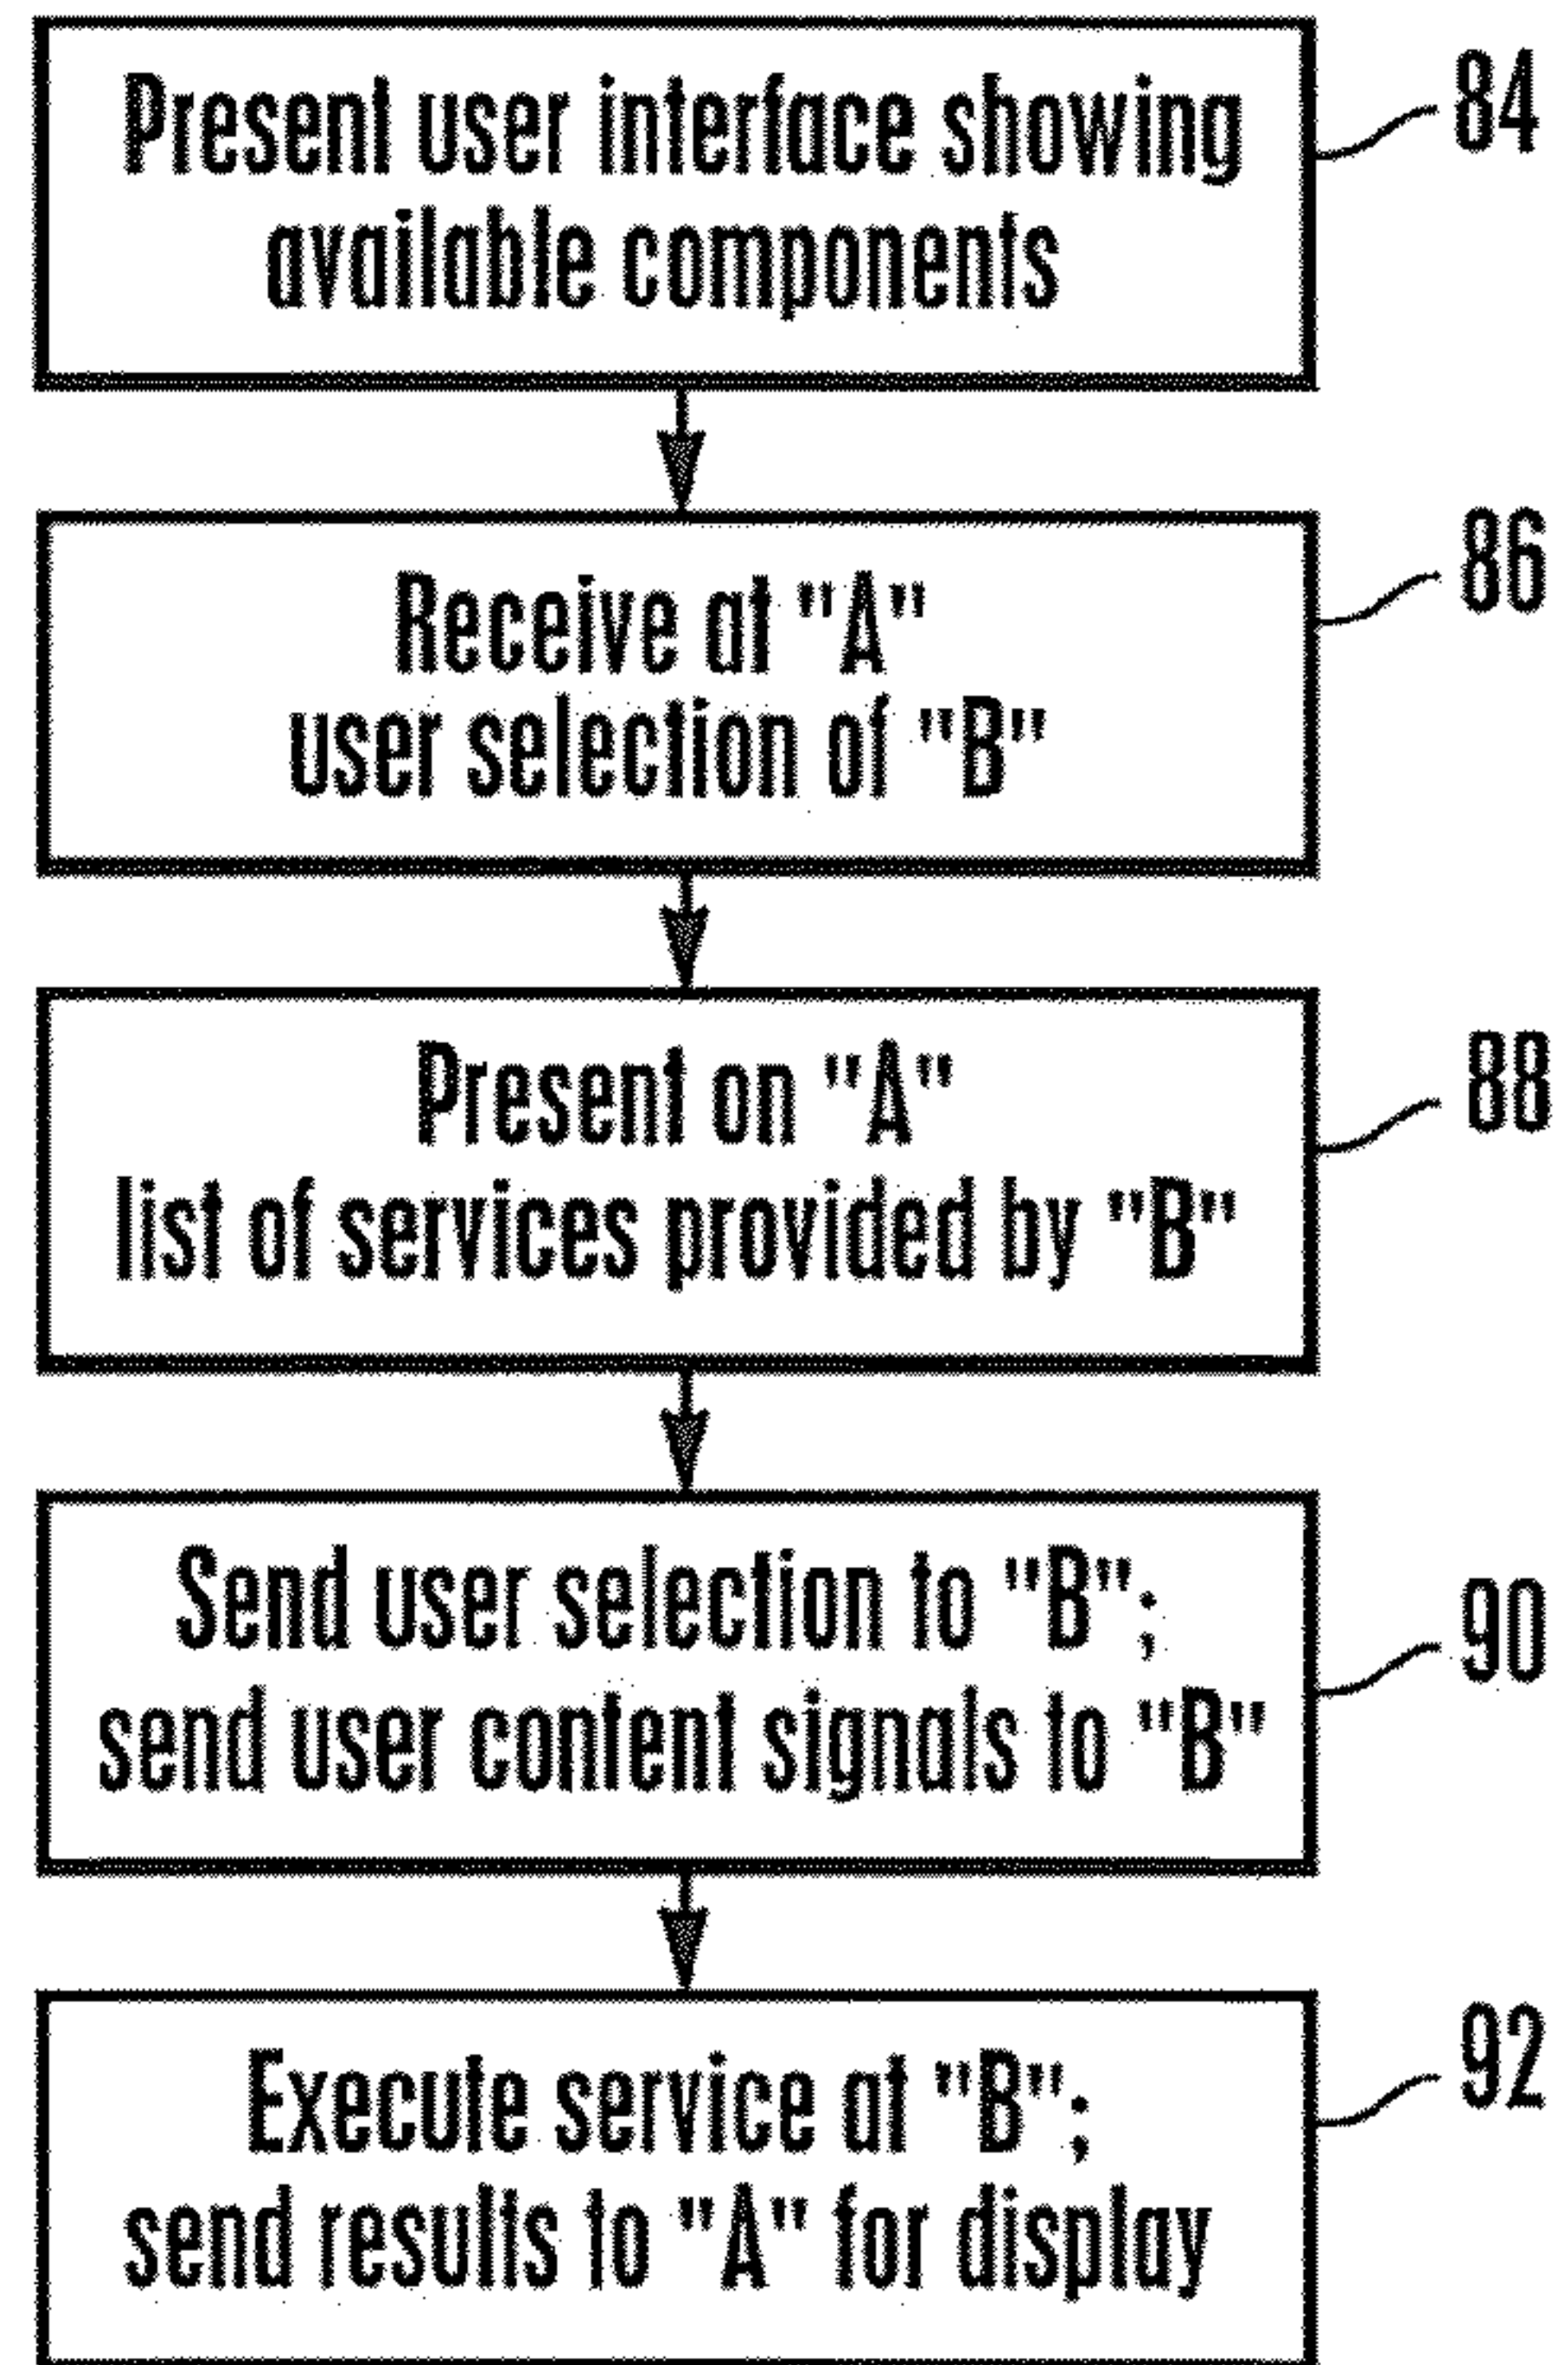 Present user interface showing
available components
84
Receive at "A"
user selection of "B"
86
Present on "A"
list of services provided by "B"
88
Send user selection to "B";
send user content signals to "B"
90
Execute service at "B";
send results to "A" for display
92